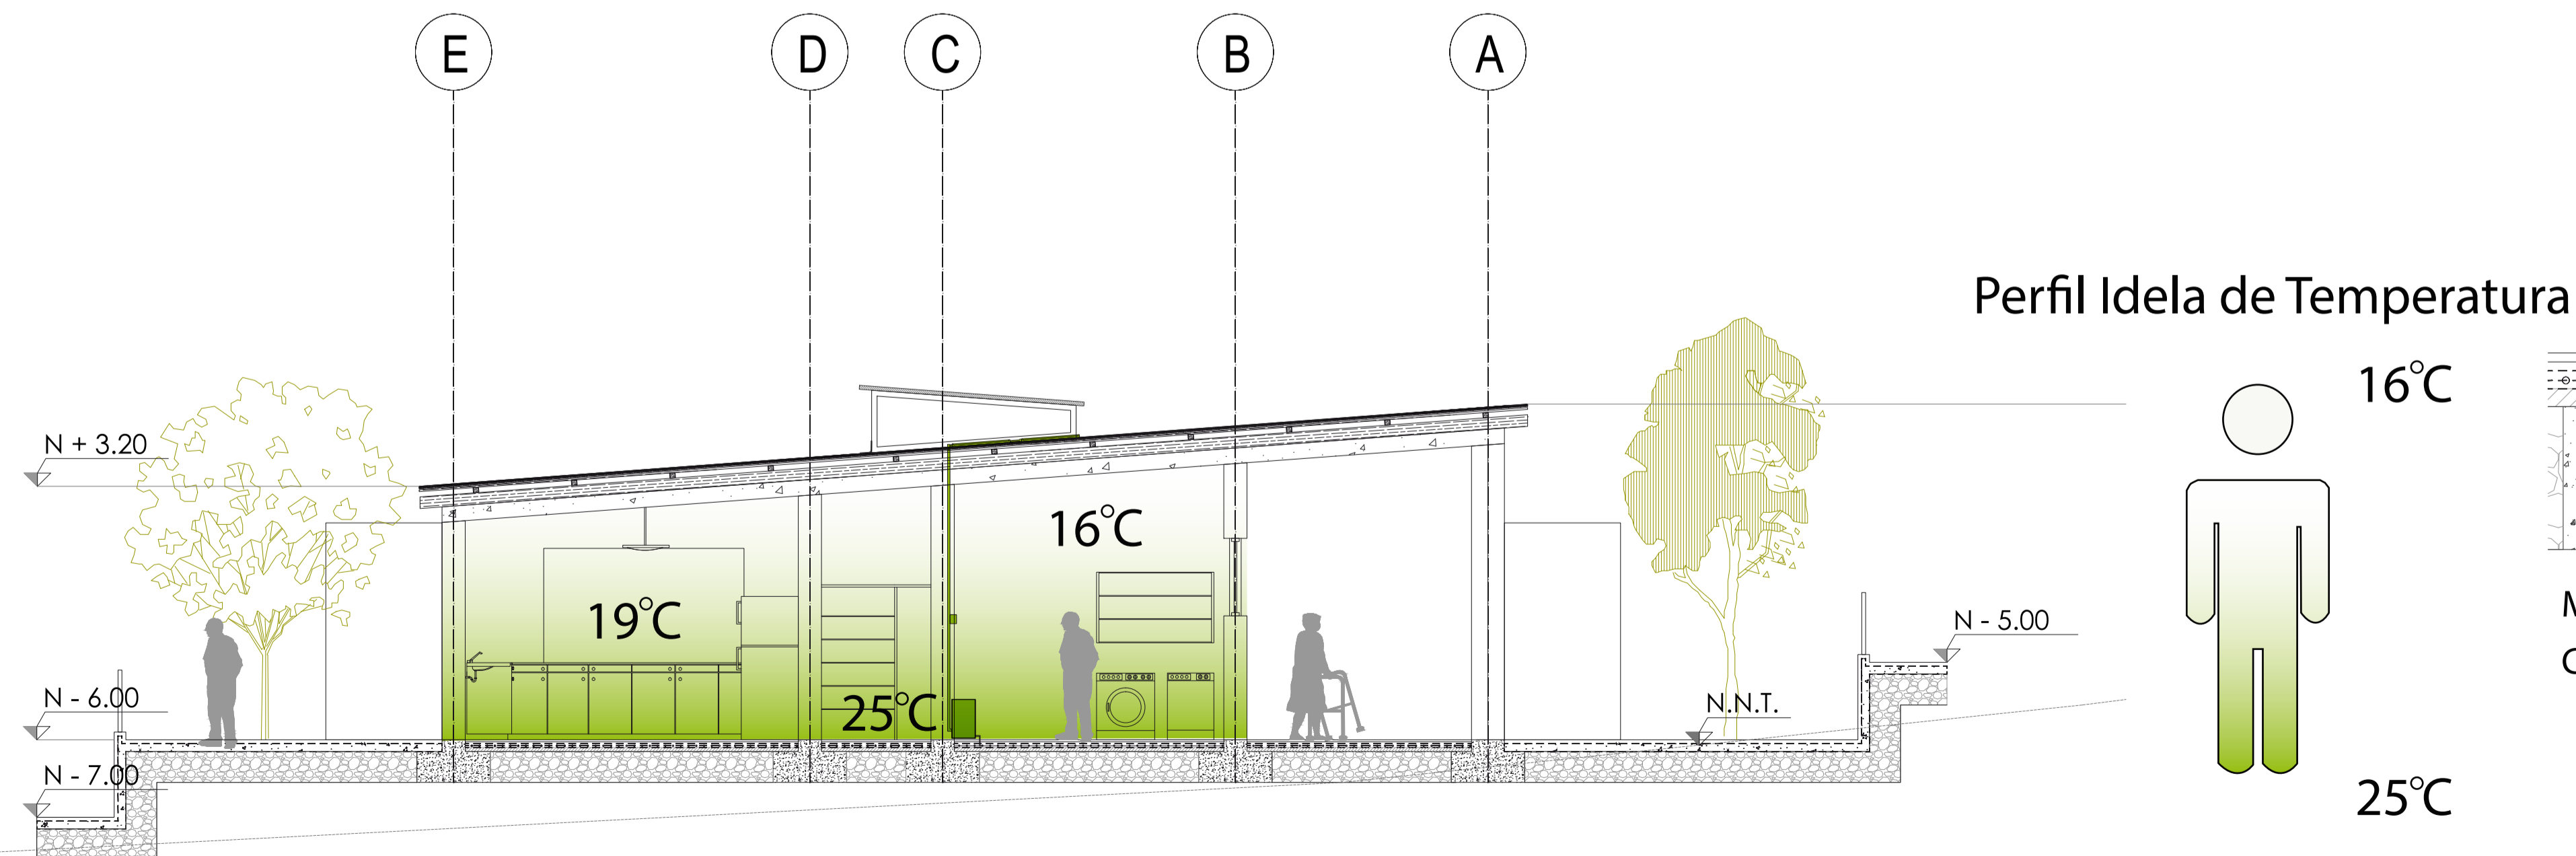 E
D
C
B
A
Perfil Idela de Temperatura
16°C
N + 3.20
16°C
19°C
N - 5.00
N - 6.00
25°C
N.N.T.
N - 7.00
25°C